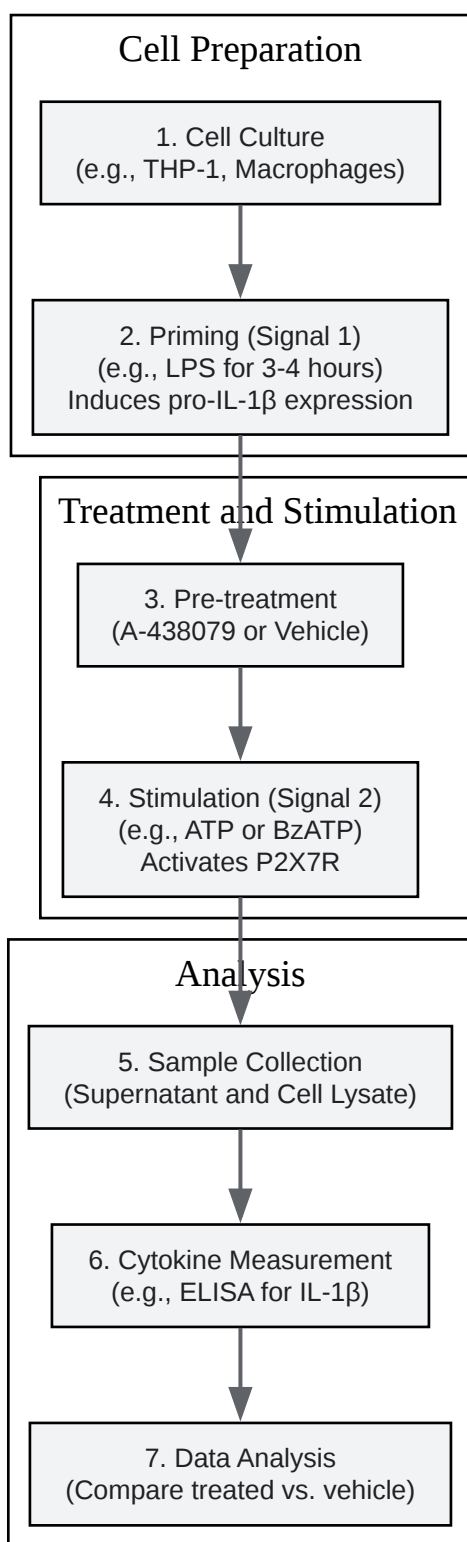 Cell Preparation
1. Cell Culture
(e.g., THP-1, Macrophages)
2. Priming (Signal 1)
(e.g., LPS for 3-4 hours)
Induces pro-IL-1β expression
Treatment and Stimulation
3. Pre-treatment
(A-438079 or Vehicle)
4. Stimulation (Signal 2)
(e.g., ATP or BzATP)
Activates P2X7R
Analysis
5. Sample Collection
(Supernatant and Cell Lysate)
6. Cytokine Measurement
(e.g., ELISA for IL-1β)
7. Data Analysis
(Compare treated vs. vehicle)